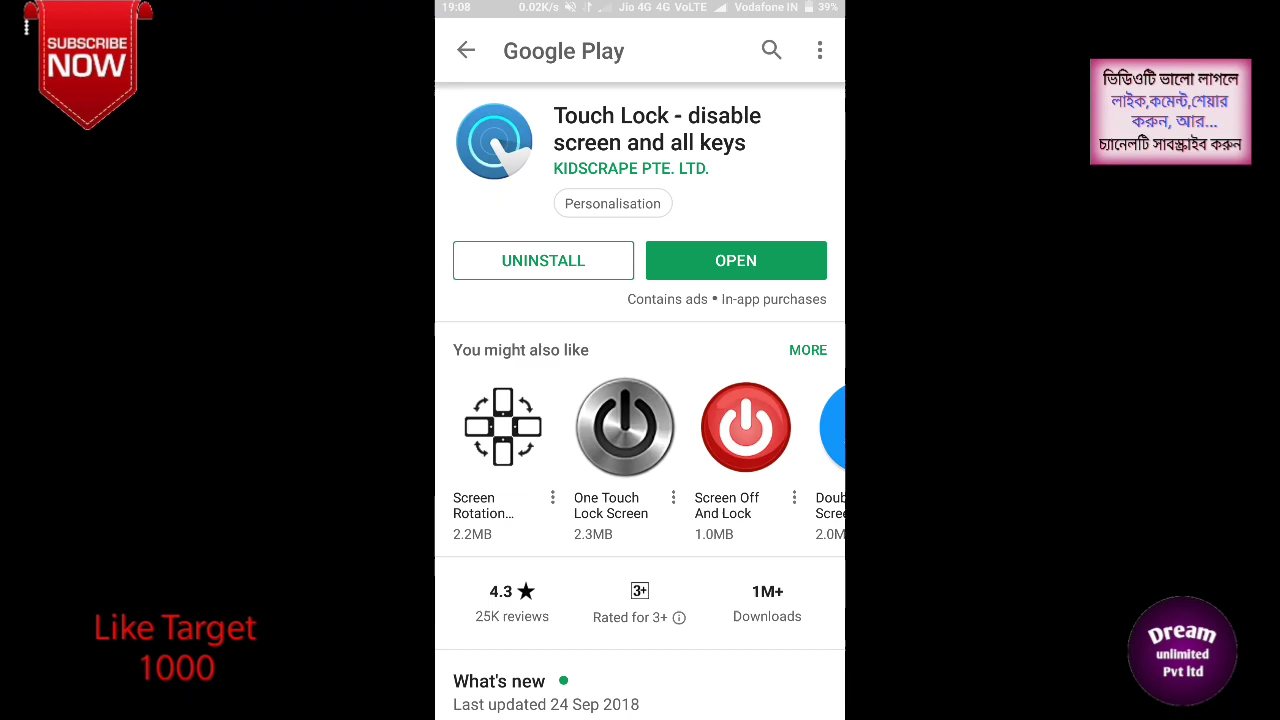 SUBSCRIBE
NOW
19:08 0.02K/s Jio 4G 4G VoLTE Vodafone IN 39%
Google Play
Touch Lock - disable
screen and all keys
KIDSCRAPE PTE. LTD.
Personalisation
UNINSTALL OPEN
Contains ads • In-app purchases
You might also like MORE
Screen
Rotation...
2.2MB
One Touch
Lock Screen
2.3MB
Screen Off
And Lock
1.0MB
4.3 ★
25K reviews
3+
Rated for 3+
1M+
Downloads
What's new
Last updated 24 Sep 2018
ভিডিওটি ভালো লাগলে
লাইক,কমেন্ট,শেয়ার
করুন, আর...
চ্যানেলটি সাবস্ক্রাইব করুন
Like Target
1000
Dream
unlimited
Pvt ltd